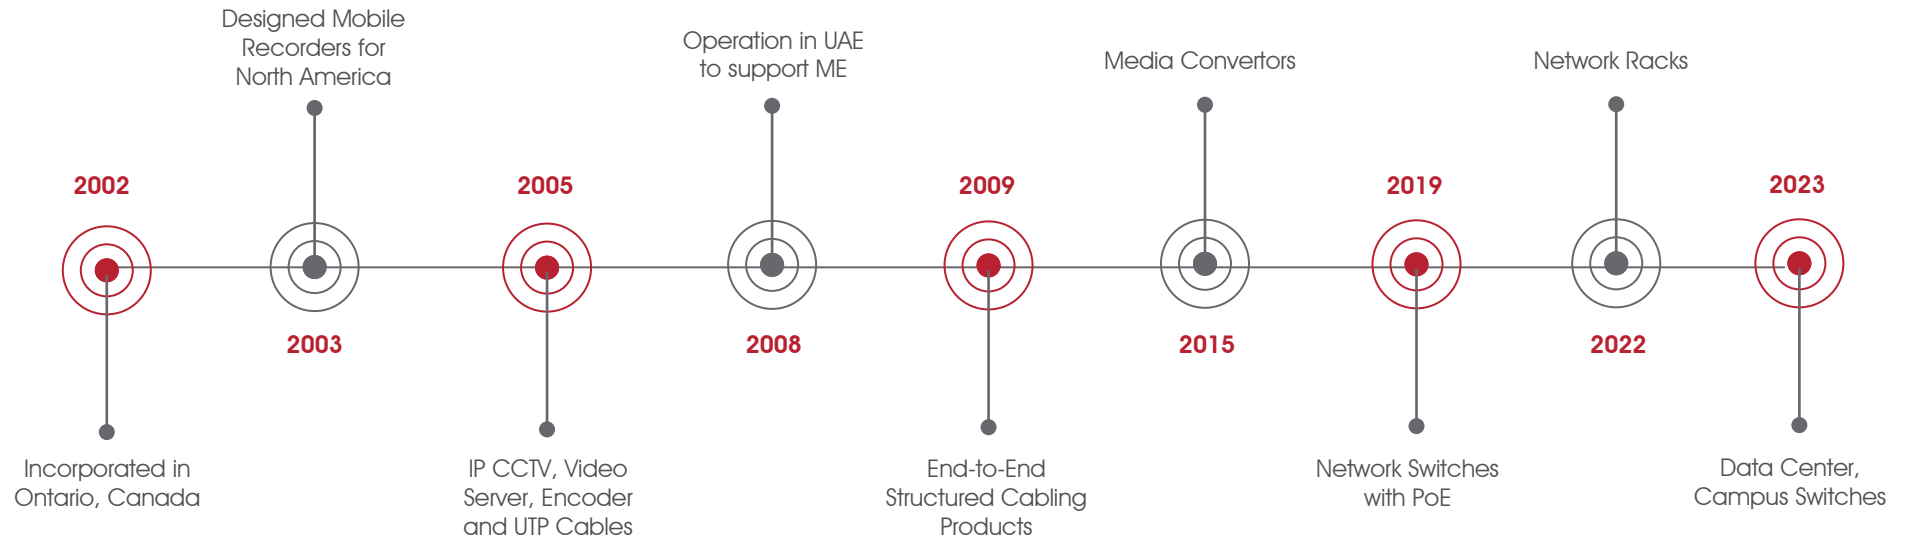 2002
Incorporated in
Ontario, Canada
Designed Mobile
Recorders for
North America
2003
2005
IP CCTV, Video
Server, Encoder
and UTP Cables
Operation in UAE
to support ME
2008
2009
End-to-End
Structured Cabling
Products
Media Convertors
2015
2019
Network Switches
with PoE
Network Racks
2022
2023
Data Center,
Campus Switches